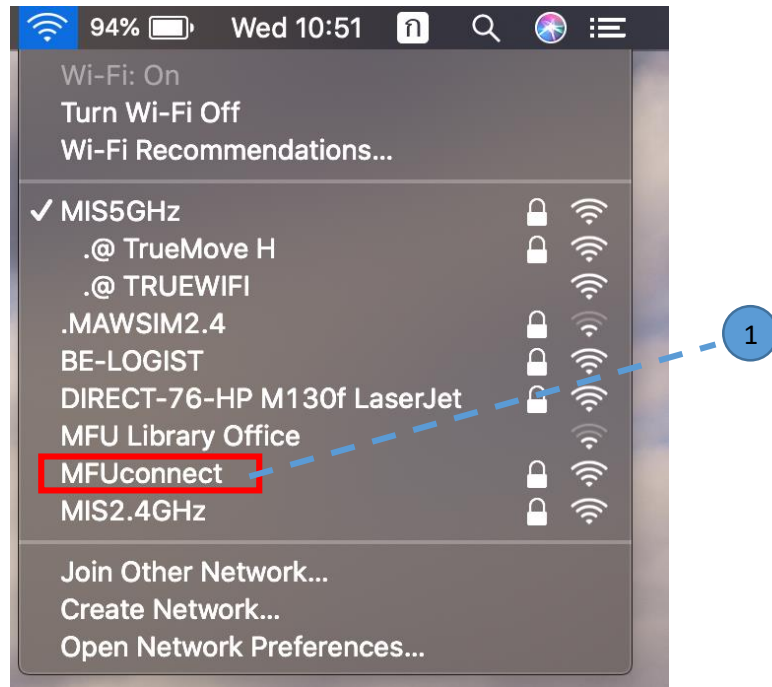 94% Wed 10:51 ก
Wi-Fi: On
Turn Wi-Fi Off
Wi-Fi Recommendations...
✓ MIS5GHz
.@ TrueMove H
.@ TRUEWIFI
.MAWSIM2.4
BE-LOGIST
DIRECT-76-HP M130f LaserJet
MFU Library Office
MFUconnect
MIS2.4GHz
Join Other Network...
Create Network...
Open Network Preferences...
1